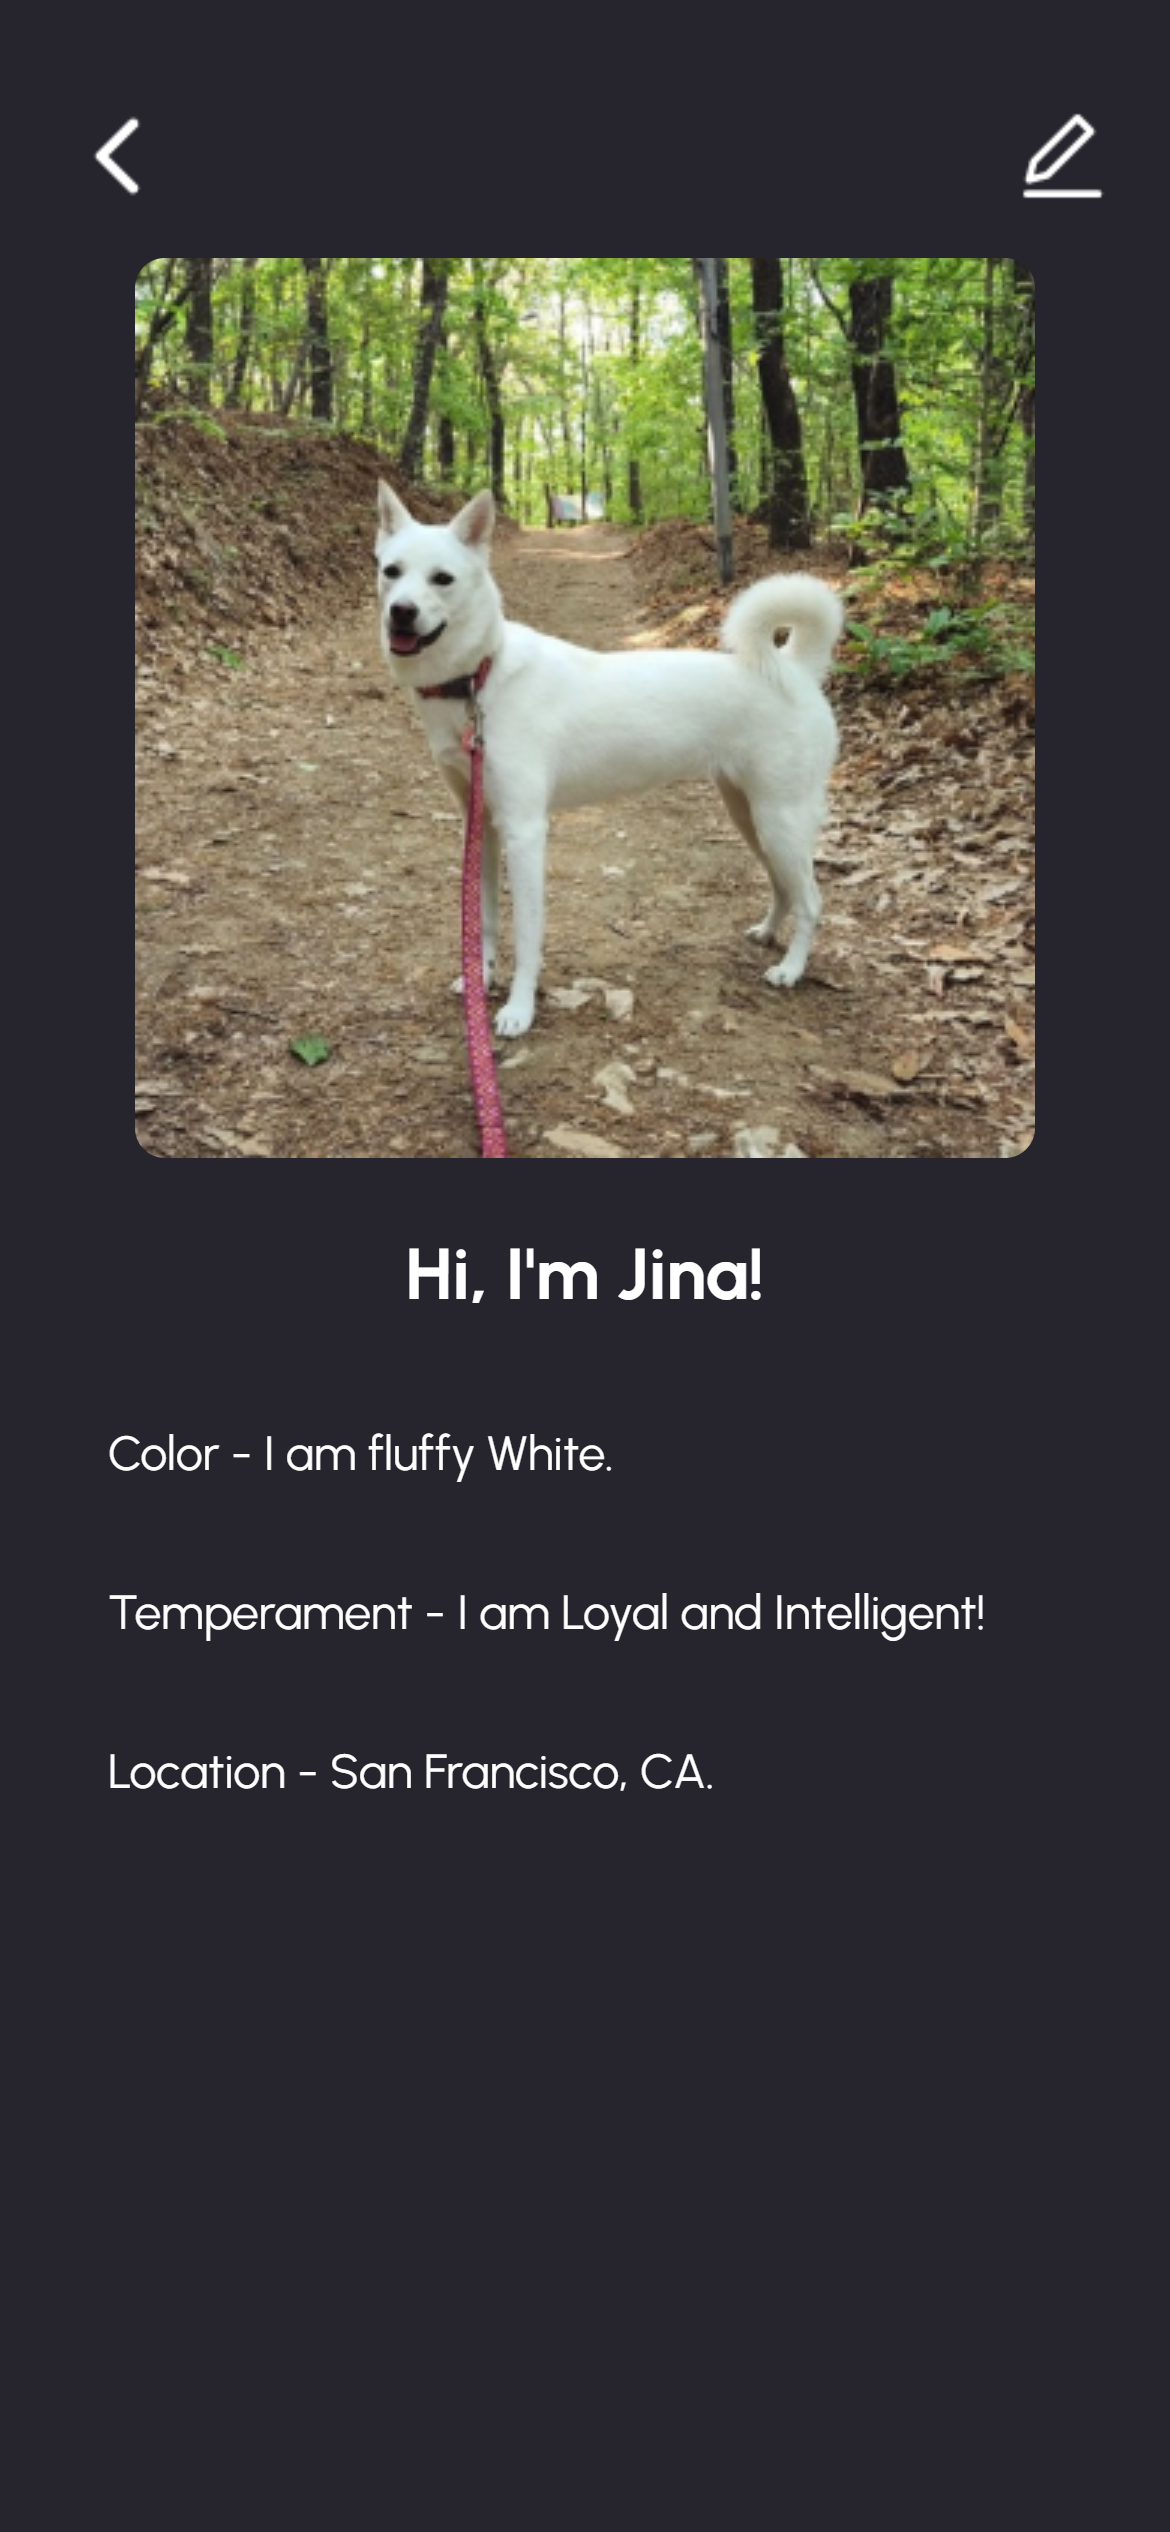 Hi, I'm Jina!
Color - I am fluffy White.
Temperament - I am Loyal and Intelligent!
Location - San Francisco, CA.